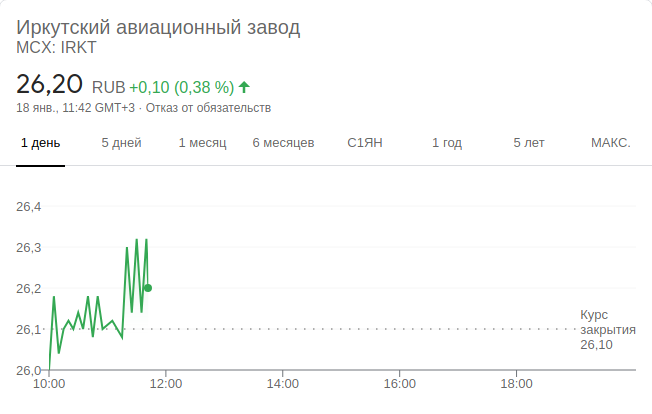 Иркутский авиационный завод
MCX: IRKT
26,20 RUB +0,10 (0,38 %)
18 янв., 11:42 GMT+3 · Отказ от обязательств
1 день 5 дней 1 месяц 6 месяцев С1ЯН 1 год 5 лет МАКС.
26,4
26,3
26,2
26,1
26,0
Курс
закрытия
26,10
10:00 12:00 14:00 16:00 18:00